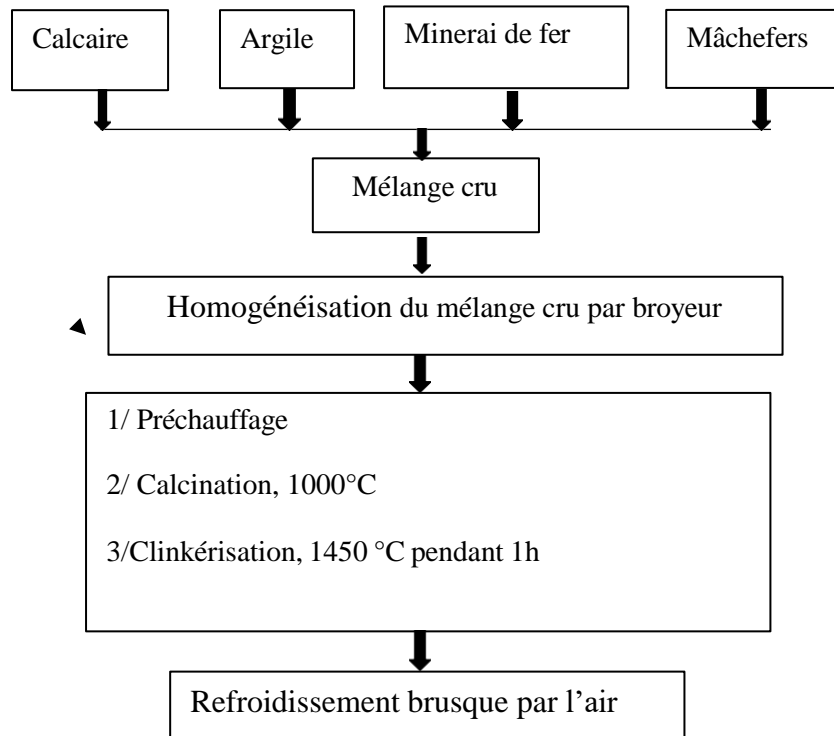 Calcaire
Argile
Minerai de fer
Mâchefers
Mélange cru
Homogénéisation du mélange cru par broyeur
1/ Préchauffage
2/ Calcination, 1000°C
3/Clinkérisation, 1450 °C pendant 1h
Refroidissement brusque par l’air